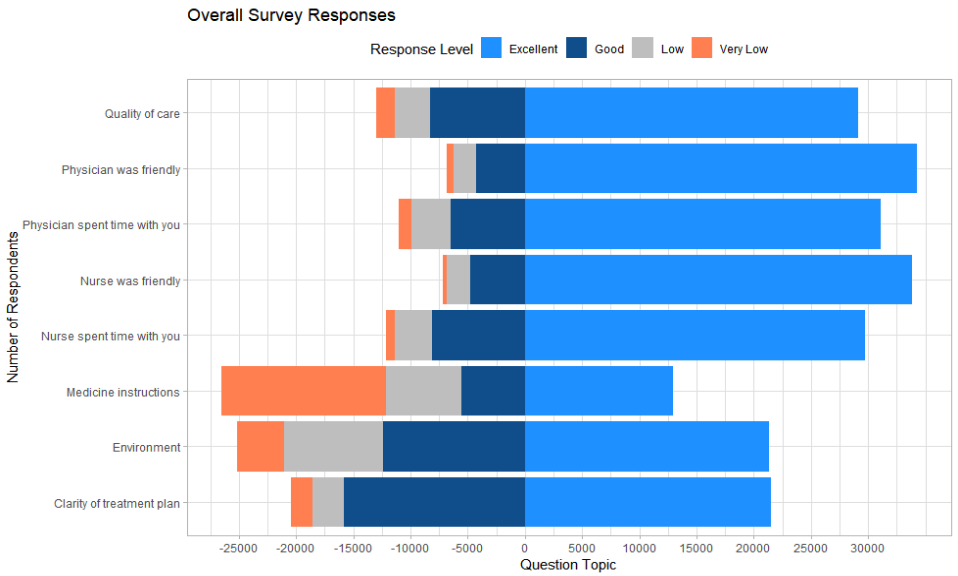 Overall Survey Responses
Response Level Excellent Good Low Very Low
Number of Respondents
Quality of care
Physician was friendly
Physician spent time with you
Nurse was friendly
Nurse spent time with you
Medicine instructions
Environment
Clarity of treatment plan
-25000 -20000 -15000 -10000 -5000 0 5000 10000 15000 20000 25000 30000
Question Topic